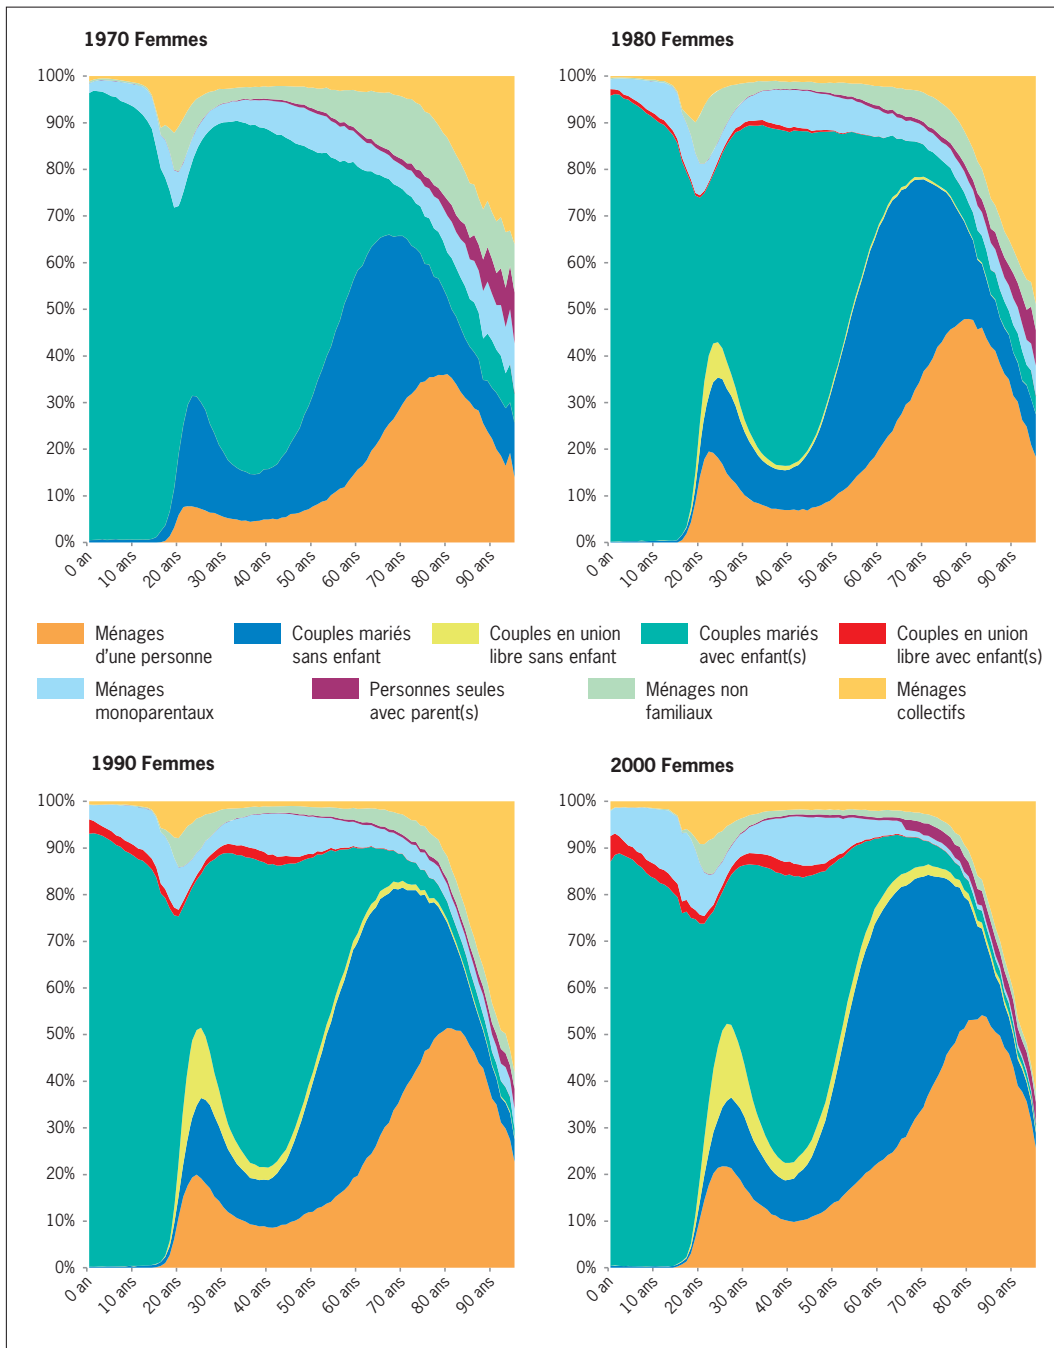 1970 Femmes
100%
90%
80%
70%
60%
50%
40%
30%
20%
10%
0%
0 an
10 ans
20 ans
30 ans
40 ans
50 ans
60 ans
70 ans
80 ans
90 ans
1980 Femmes
100%
90%
80%
70%
60%
50%
40%
30%
20%
10%
0%
0 an
10 ans
20 ans
30 ans
40 ans
50 ans
60 ans
70 ans
80 ans
90 ans
Ménages
d'une personne
Couples mariés
sans enfant
Couples en union
libre sans enfant
Couples mariés
avec enfant(s)
Couples en union
libre avec enfant(s)
Ménages
monoparentaux
Personnes seules
avec parent(s)
Ménages non
familiaux
Ménages
collectifs
1990 Femmes
100%
90%
80%
70%
60%
50%
40%
30%
20%
10%
0%
0 an
10 ans
20 ans
30 ans
40 ans
50 ans
60 ans
70 ans
80 ans
90 ans
2000 Femmes
100%
90%
80%
70%
60%
50%
40%
30%
20%
10%
0%
0 an
10 ans
20 ans
30 ans
40 ans
50 ans
60 ans
70 ans
80 ans
90 ans